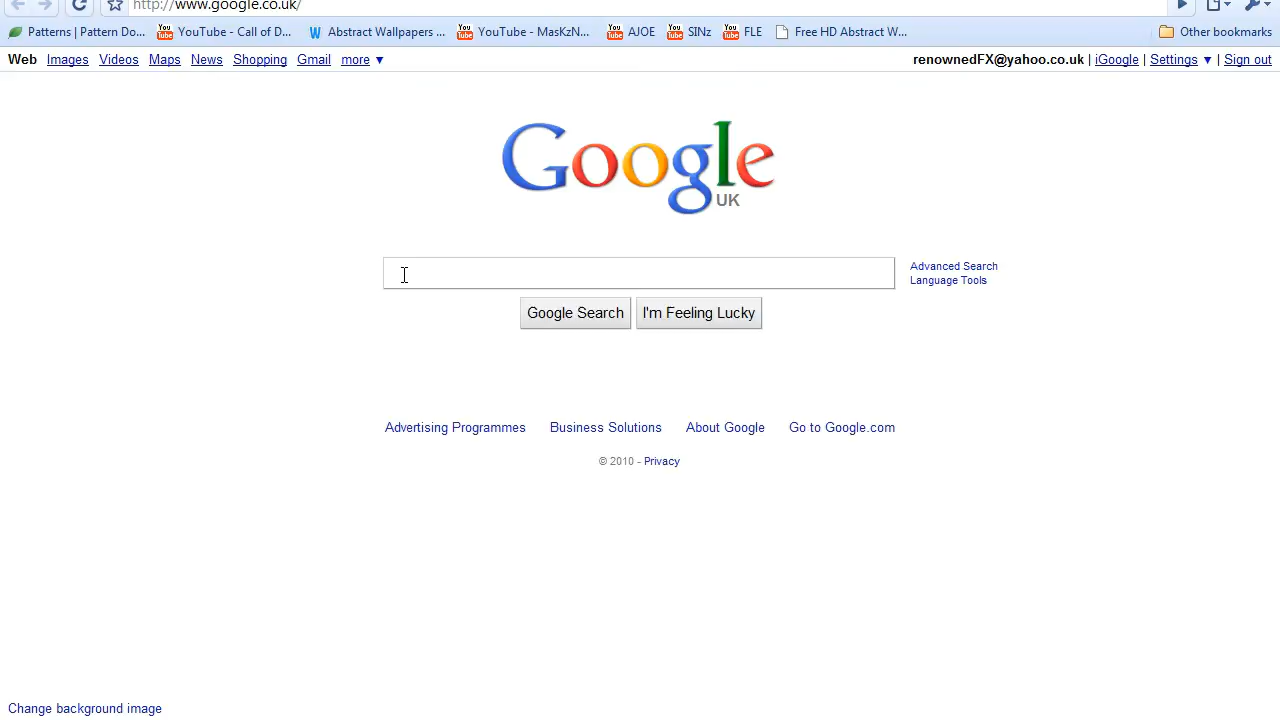 http://www.google.co.uk/
Patterns | Pattern Do... YouTube - Call of D... Abstract Wallpapers ... YouTube - MasKzN... AJOE SINz FLE Free HD Abstract W... Other bookmarks
Web Images Videos Maps News Shopping Gmail more ▼ renownedFX@yahoo.co.uk | iGoogle | Settings ▼ | Sign out
Google
UK
Advanced Search
Language Tools
Google Search I'm Feeling Lucky
Advertising Programmes Business Solutions About Google Go to Google.com
© 2010 - Privacy
Change background image